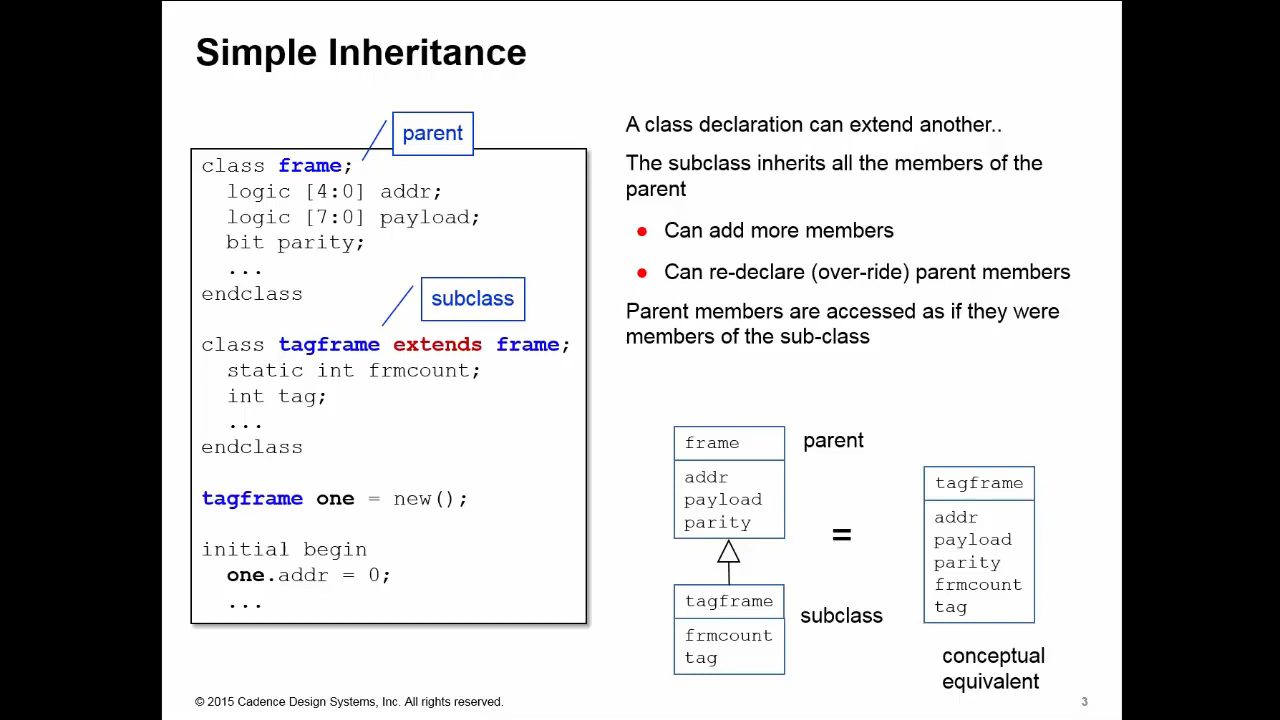 Simple Inheritance
parent
class frame;
logic [4:0] addr;
logic [7:0] payload;
bit parity;
...
endclass
subclass
class tagframe extends frame;
static int frmcount;
int tag;
...
endclass
tagframe one = new();
initial begin
one.addr = 0;
...
A class declaration can extend another..
The subclass inherits all the members of the
parent
• Can add more members
• Can re-declare (over-ride) parent members
Parent members are accessed as if they were
members of the sub-class
frame
parent
addr
payload
parity
=
tagframe
subclass
frmcount
tag
tagframe
addr
payload
parity
frmcount
tag
conceptual
equivalent
© 2015 Cadence Design Systems, Inc. All rights reserved.
3